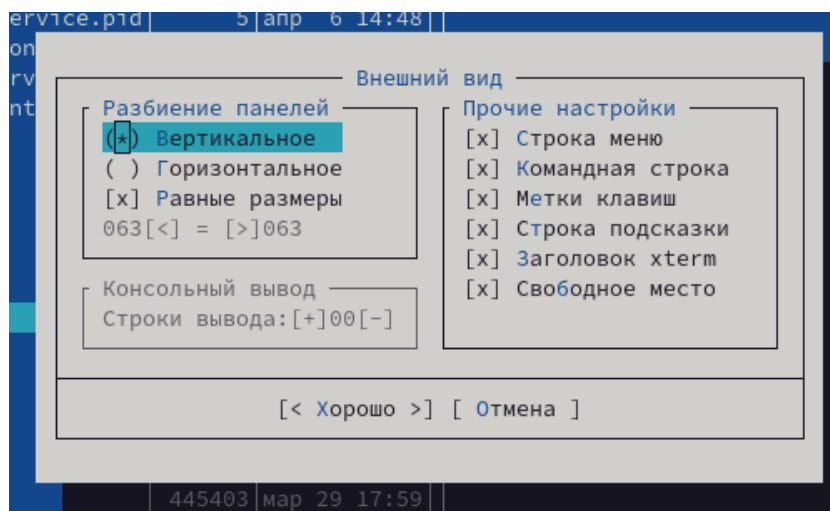 ervice.pid| 5|апр 6 14:48||
on
rv
nt
Внешний вид
Разбиение панелей
(*) Вертикальное
( ) Горизонтальное
[x] Равные размеры
063[<] = [>]063
Консольный вывод
Строки вывода:[+]00[-]
Прочие настройки
[x] Строка меню
[x] Командная строка
[x] Метки клавиш
[x] Строка подсказки
[x] Заголовок xterm
[x] Свободное место
[< Хорошо >] [ Отмена ]
445403|мар 29 17:59||